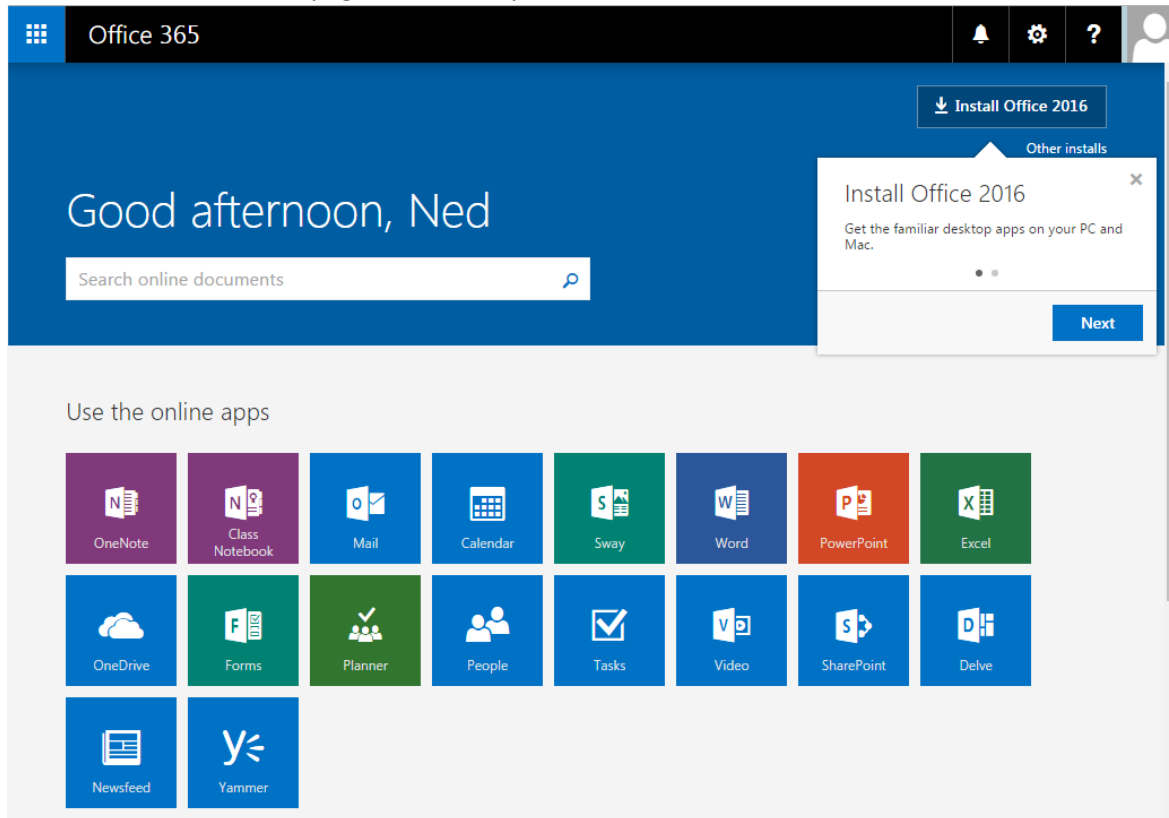 Office 365
?
Install Office 2016
Other installs
Install Office 2016
Get the familiar desktop apps on your PC and
Mac.
Next
Good afternoon, Ned
Search online documents
Use the online apps
N
OneNote
N
Class
Notebook
o
Mail
Calendar
S
Sway
W
Word
P
PowerPoint
X
Excel
OneDrive
F
Forms
Planner
People
Tasks
V
Video
S
SharePoint
D
Delve
Newsfeed
Yammer